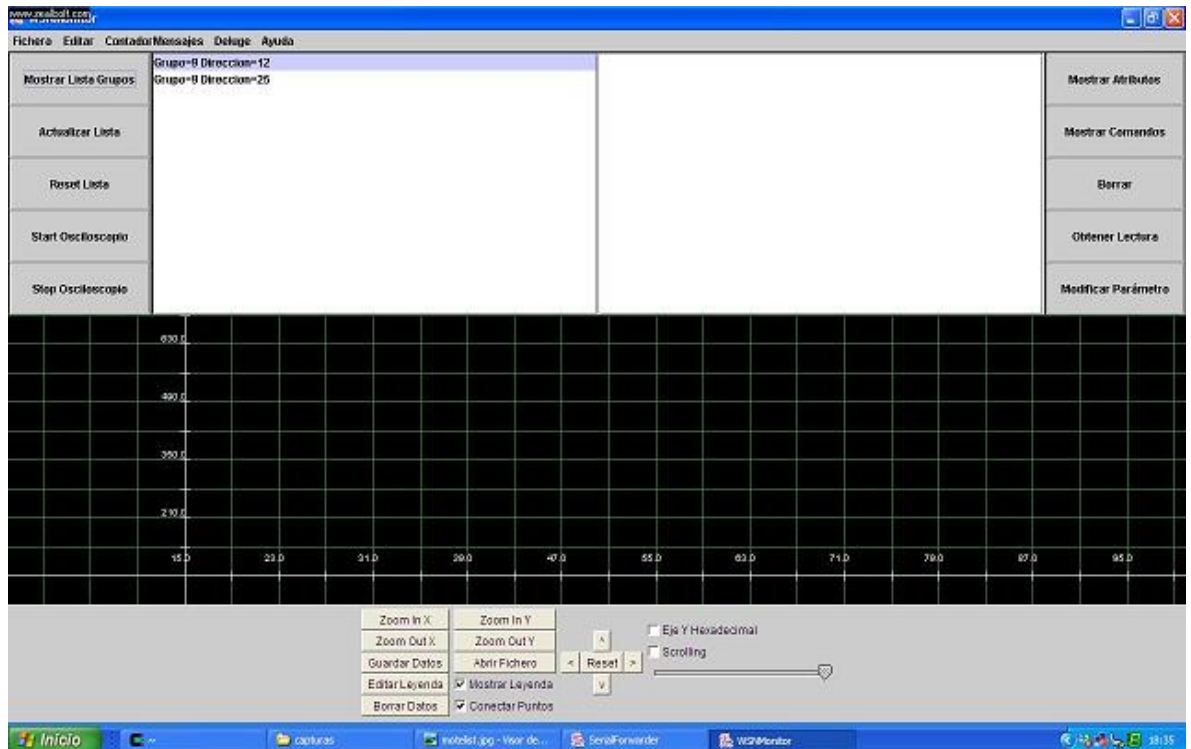 www.realbolt.com
WSNMonitor
Fichero Editar ContadorMensajes Deluge Ayuda
Mostrar Lista Grupos
Actualizar Lista
Reset Lista
Start Osciloscopio
Stop Osciloscopio
Grupo=9 Direccion=12
Grupo=9 Direccion=25
Mostrar Atributos
Mostrar Comandos
Borrar
Obtener Lectura
Modificar Parámetro
630.0
490.0
350.0
210.0
15.0 23.0 31.0 39.0 47.0 55.0 63.0 71.0 79.0 87.0 95.0
Zoom In X Zoom In Y
Zoom Out X Zoom Out Y
Guardar Datos Abrir Fichero
Editar Leyenda Mostrar Leyenda
Borrar Datos Conectar Puntos
^
< Reset >
v
Eje Y Hexadecimal
Scrolling
Inicio ~ capturas motelist.jpg - Visor de... SerialForwarder WSNMonitor 18:35